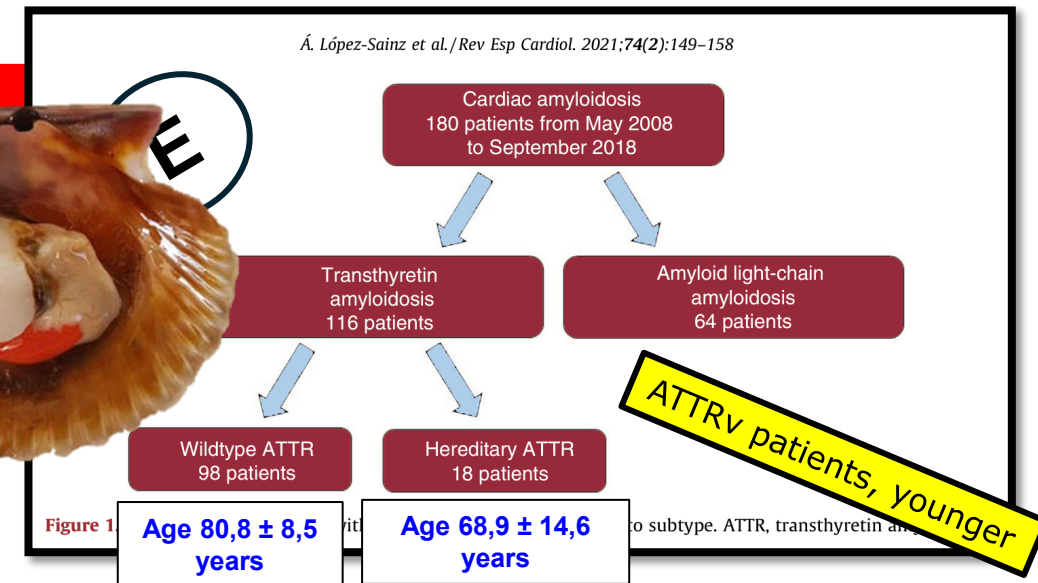 Á. López-Sainz et al./Rev Esp Cardiol. 2021;74(2):149–158
E
Cardiac amyloidosis
180 patients from May 2008
to September 2018
Transthyretin
amyloidosis
116 patients
Amyloid light-chain
amyloidosis
64 patients
ATTRv patients, younger
Wildtype ATTR
98 patients
Hereditary ATTR
18 patients
Figure 1. to subtype. ATTR, transthyretin
Age 80,8 ± 8,5
years
Age 68,9 ± 14,6
years